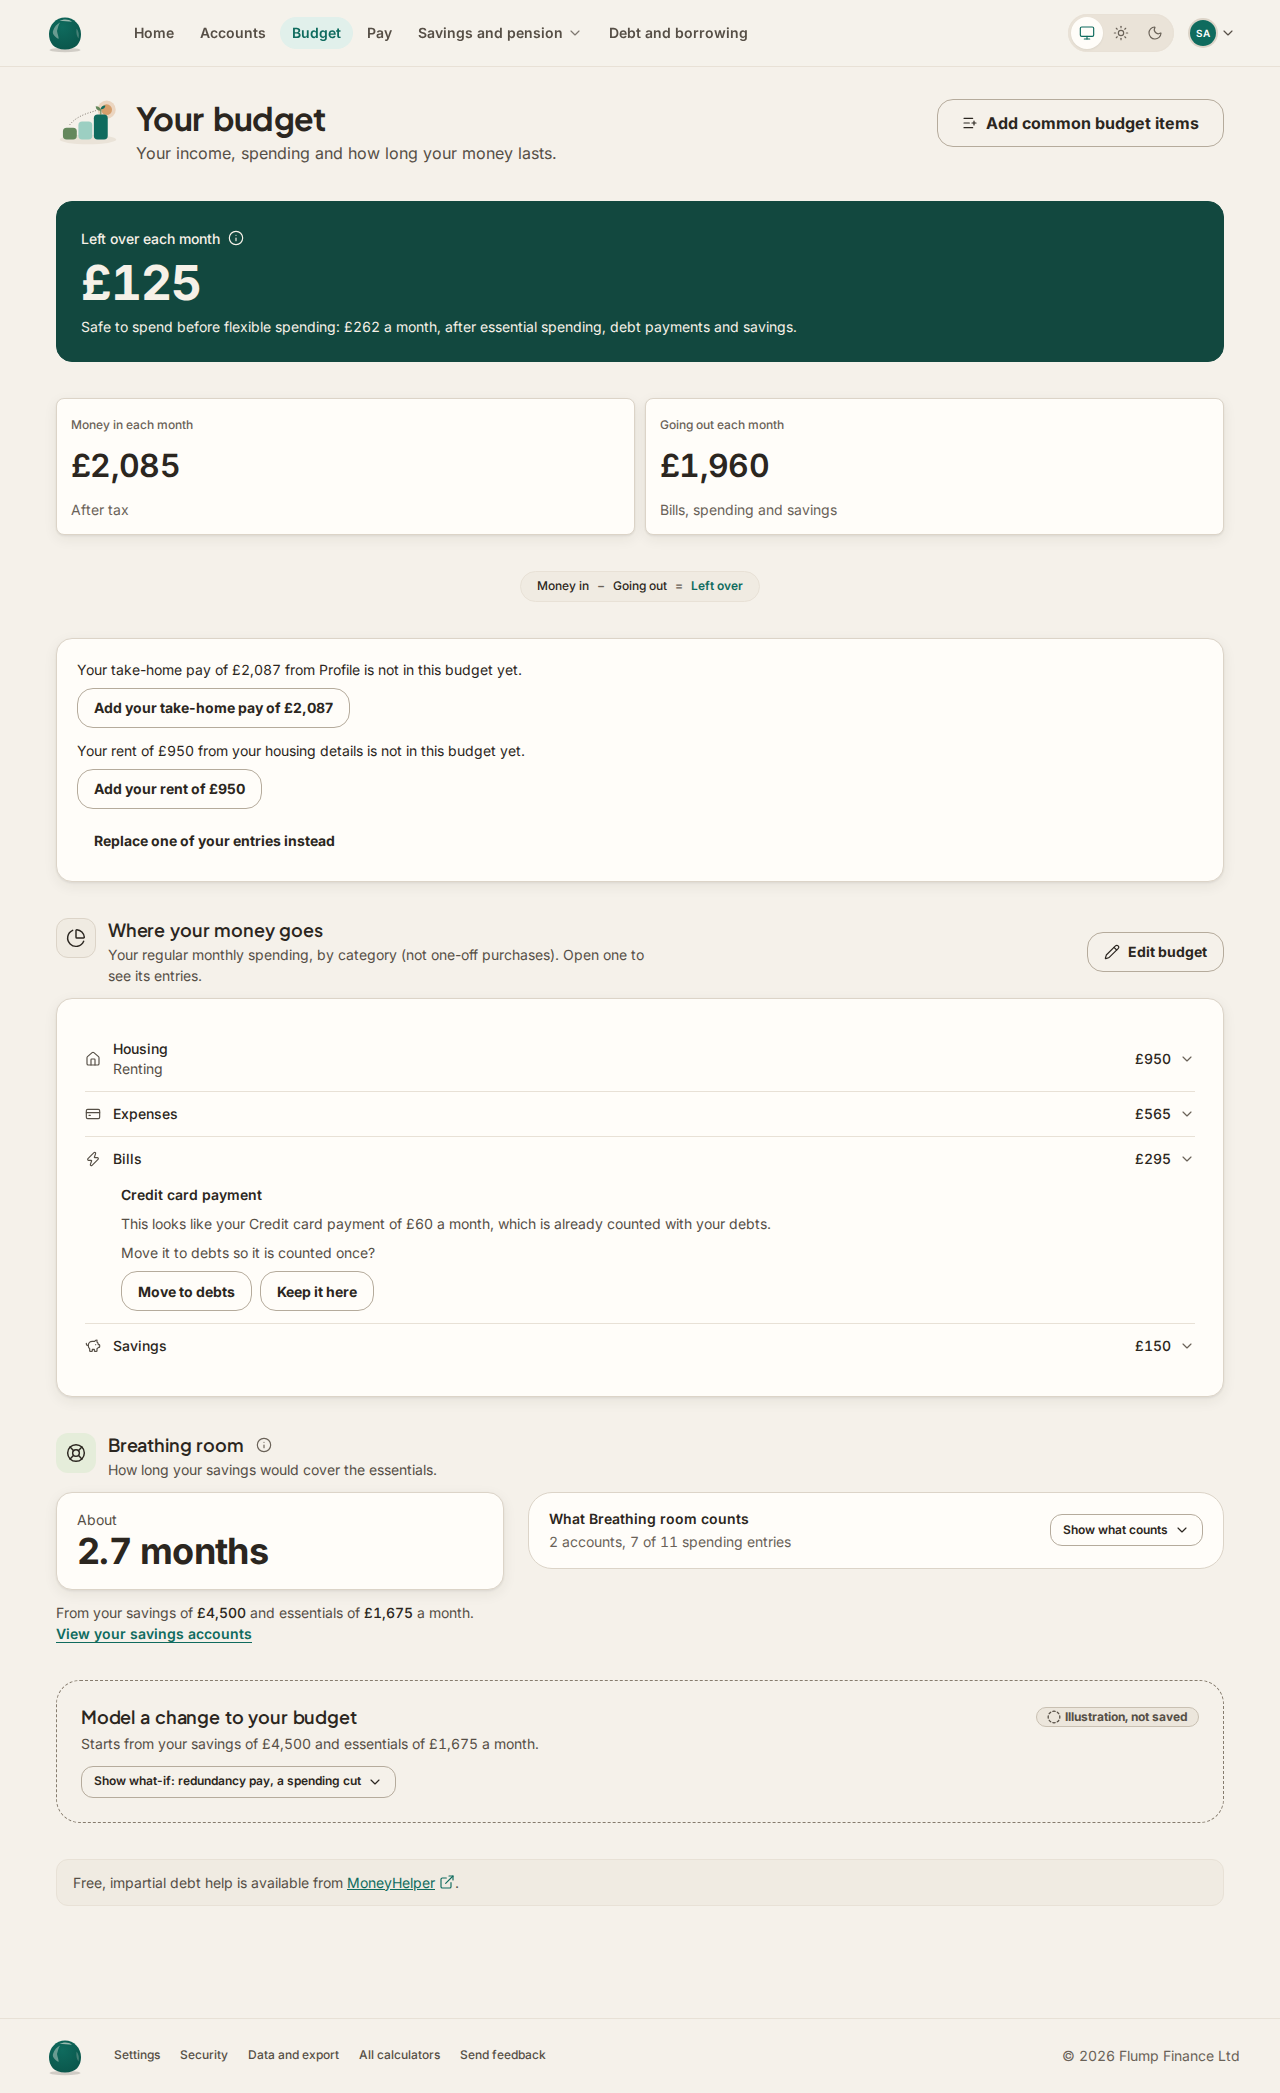 Home Accounts Budget Pay Savings and pension Debt and borrowing SA
Your budget
Your income, spending and how long your money lasts.
Add common budget items
Left over each month
£125
Safe to spend before flexible spending: £262 a month, after essential spending, debt payments and savings.
Money in each month
£2,085
After tax
Going out each month
£1,960
Bills, spending and savings
Money in − Going out = Left over
Your take-home pay of £2,087 from Profile is not in this budget yet.
Add your take-home pay of £2,087
Your rent of £950 from your housing details is not in this budget yet.
Add your rent of £950
Replace one of your entries instead
Where your money goes
Your regular monthly spending, by category (not one-off purchases). Open one to
see its entries.
Edit budget
Housing
Renting
£950
Expenses £565
Bills £295
Credit card payment
This looks like your Credit card payment of £60 a month, which is already counted with your debts.
Move it to debts so it is counted once?
Move to debts Keep it here
Savings £150
Breathing room
How long your savings would cover the essentials.
About
2.7 months
What Breathing room counts
2 accounts, 7 of 11 spending entries
Show what counts
From your savings of £4,500 and essentials of £1,675 a month.
View your savings accounts
Model a change to your budget
Illustration, not saved
Starts from your savings of £4,500 and essentials of £1,675 a month.
Show what-if: redundancy pay, a spending cut
Free, impartial debt help is available from MoneyHelper .
Settings Security Data and export All calculators Send feedback © 2026 Flump Finance Ltd